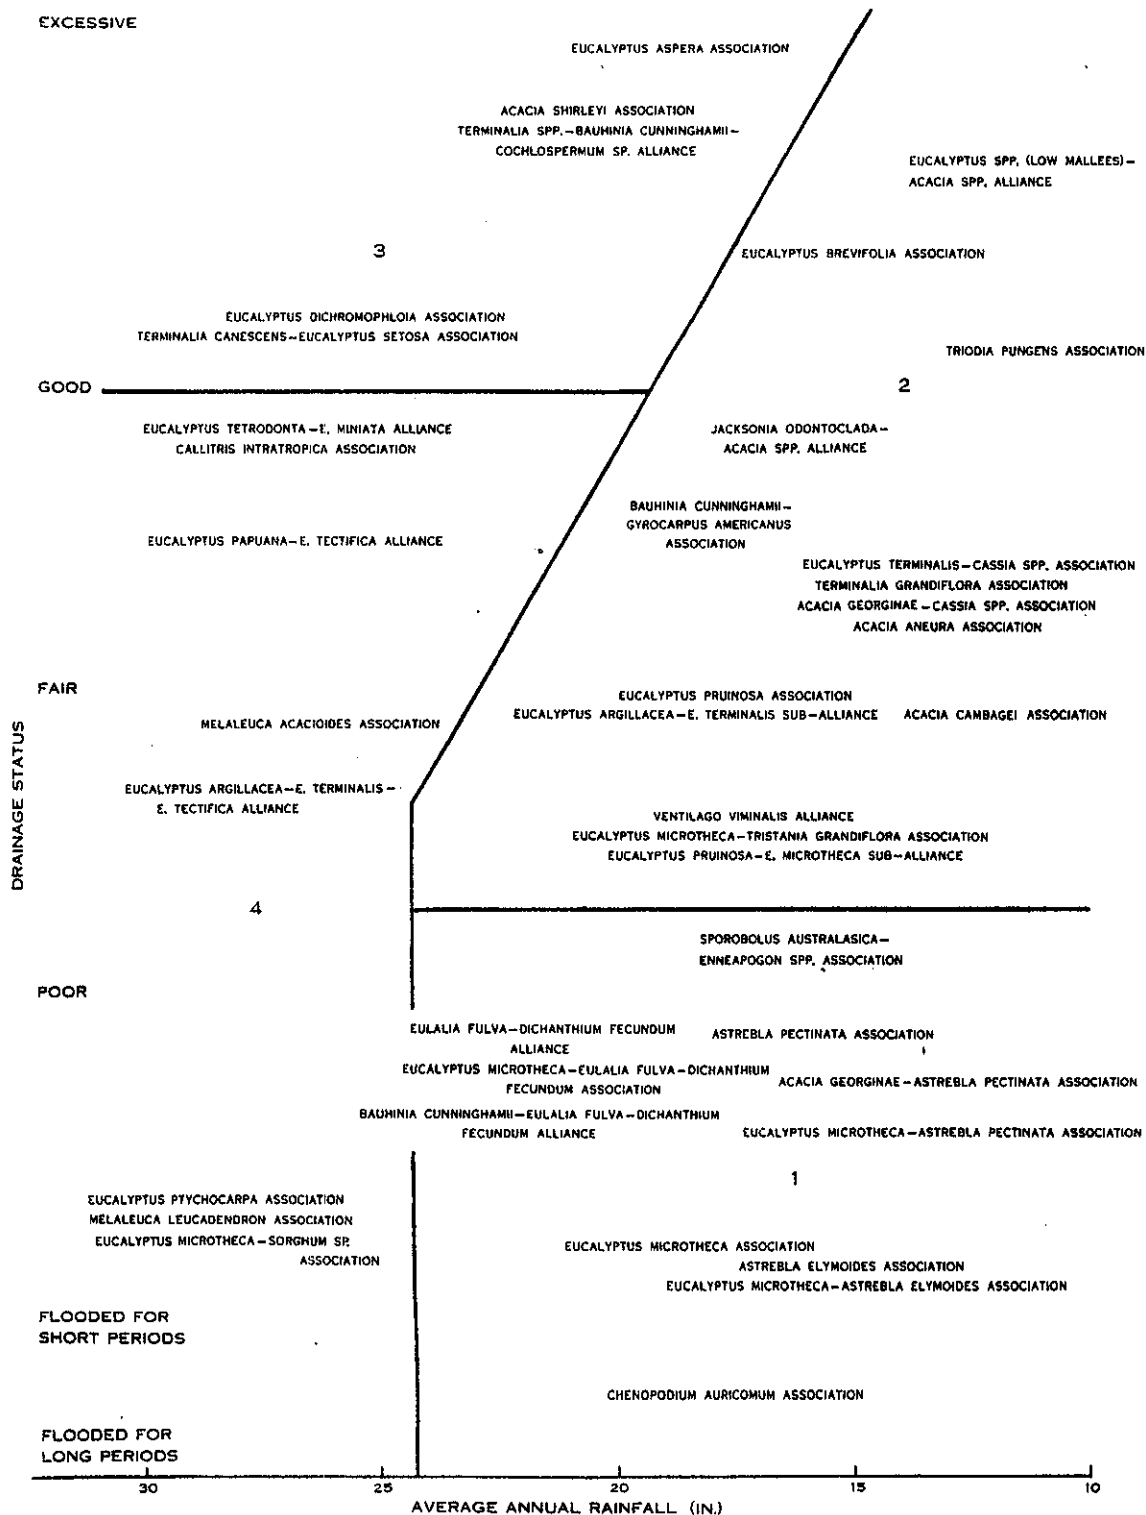 EXCESSIVE
EUCALYPTUS ASPERA ASSOCIATION
ACACIA SHIRLEYI ASSOCIATION
TERMINALIA SPP.–BAUHINIA CUNNINGHAMII–
COCHLOSPERMUM SP. ALLIANCE
EUCALYPTUS SPP. (LOW MALLEES)–
ACACIA SPP. ALLIANCE
3
EUCALYPTUS BREVIFOLIA ASSOCIATION
EUCALYPTUS DICHROMOPHLOIA ASSOCIATION
TERMINALIA CANESCENS–EUCALYPTUS SETOSA ASSOCIATION
TRIODIA PUNGENS ASSOCIATION
GOOD
2
EUCALYPTUS TETRODONTA–E. MINIATA ALLIANCE
CALLITRIS INTRATROPICA ASSOCIATION
JACKSONIA ODONTOCLADA–
ACACIA SPP. ALLIANCE
BAUHINIA CUNNINGHAMII–
GYROCARPUS AMERICANUS
ASSOCIATION
EUCALYPTUS PAPUANA–E. TECTIFICA ALLIANCE
EUCALYPTUS TERMINALIS–CASSIA SPP. ASSOCIATION
TERMINALIA GRANDIFLORA ASSOCIATION
ACACIA GEORGINAE–CASSIA SPP. ASSOCIATION
ACACIA ANEURA ASSOCIATION
FAIR
EUCALYPTUS PRUINOSA ASSOCIATION
EUCALYPTUS ARGILLACEA–E. TERMINALIS SUB-ALLIANCE
ACACIA CAMBAGEI ASSOCIATION
MELALEUCA ACACIOIDES ASSOCIATION
DRAINAGE STATUS
EUCALYPTUS ARGILLACEA–E. TERMINALIS–
E. TECTIFICA ALLIANCE
VENTILAGO VIMINALIS ALLIANCE
EUCALYPTUS MICROTHECA–TRISTANIA GRANDIFLORA ASSOCIATION
EUCALYPTUS PRUINOSA–E. MICROTHECA SUB-ALLIANCE
4
SPOROBOLUS AUSTRALASICA–
ENNEAPOGON SPP. ASSOCIATION
POOR
EULALIA FULVA–DICHANTHIUM FECUNDUM
ALLIANCE
ASTREBLA PECTINATA ASSOCIATION
EUCALYPTUS MICROTHECA–EULALIA FULVA–DICHANTHIUM
FECUNDUM ASSOCIATION
ACACIA GEORGINAE–ASTREBLA PECTINATA ASSOCIATION
BAUHINIA CUNNINGHAMII–EULALIA FULVA–DICHANTHIUM
FECUNDUM ALLIANCE
EUCALYPTUS MICROTHECA–ASTREBLA PECTINATA ASSOCIATION
1
EUCALYPTUS PTYCHOCARPA ASSOCIATION
MELALEUCA LEUCADENDRON ASSOCIATION
EUCALYPTUS MICROTHECA–SORGHUM SP.
ASSOCIATION
EUCALYPTUS MICROTHECA ASSOCIATION
ASTREBLA ELYMOIDES ASSOCIATION
EUCALYPTUS MICROTHECA–ASTREBLA ELYMOIDES ASSOCIATION
FLOODED FOR
SHORT PERIODS
CHENOPODIUM AURICOMUM ASSOCIATION
FLOODED FOR
LONG PERIODS
30 25 20 15 10
AVERAGE ANNUAL RAINFALL (IN.)